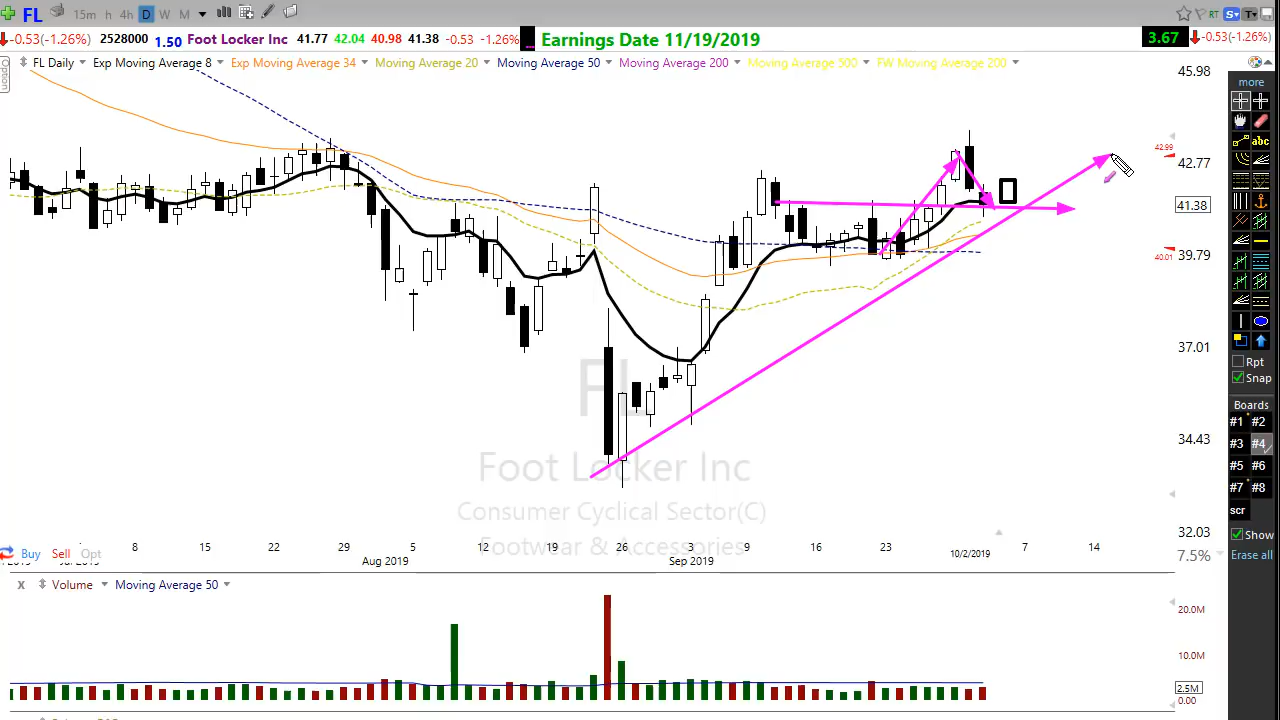 FL 15m h 4h D W M RT S T
-0.53(-1.26%) 2528000 1.50 Foot Locker Inc 41.77 42.04 40.98 41.38 -0.53 -1.26% Earnings Date 11/19/2019 3.67 -0.53(-1.26%)
Option
FL Daily Exp Moving Average 8 Exp Moving Average 34 Moving Average 20 Moving Average 50 Moving Average 200 Moving Average 500 FW Moving Average 200
45.98
42.99
42.77
41.38
40.01
39.79
37.01
34.43
32.03
7.5%
FL
Foot Locker Inc
Consumer Cyclical Sector(C)
Footwear & Accessories
8 15 22 29 5 12 19 26 3 9 16 23 10/2/2019 7 14
Aug 2019 Sep 2019
Buy Sell Opt
more
abc
Rpt
Snap
Boards
#1 #2
#3 #4
#5 #6
#7 #8
scr
Show
Erase all
x Volume Moving Average 50
20.0M
10.0M
2.5M
0.00